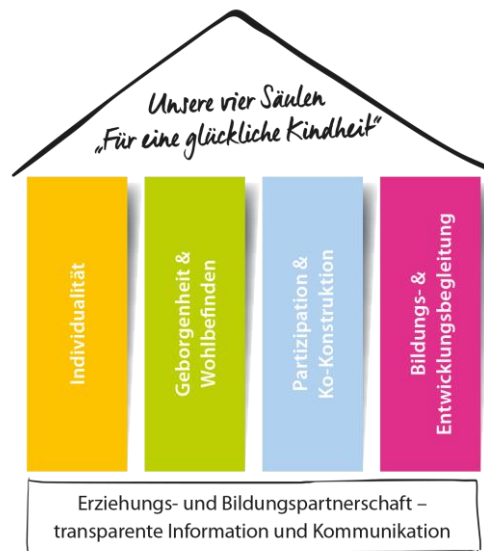 Unsere vier Säulen
„Für eine glückliche Kindheit“
Individualität
Geborgenheit &
Wohlbefinden
Partizipation &
Ko-Konstruktion
Bildungs- &
Entwicklungsbegleitung
Erziehungs- und Bildungspartnerschaft –
transparente Information und Kommunikation